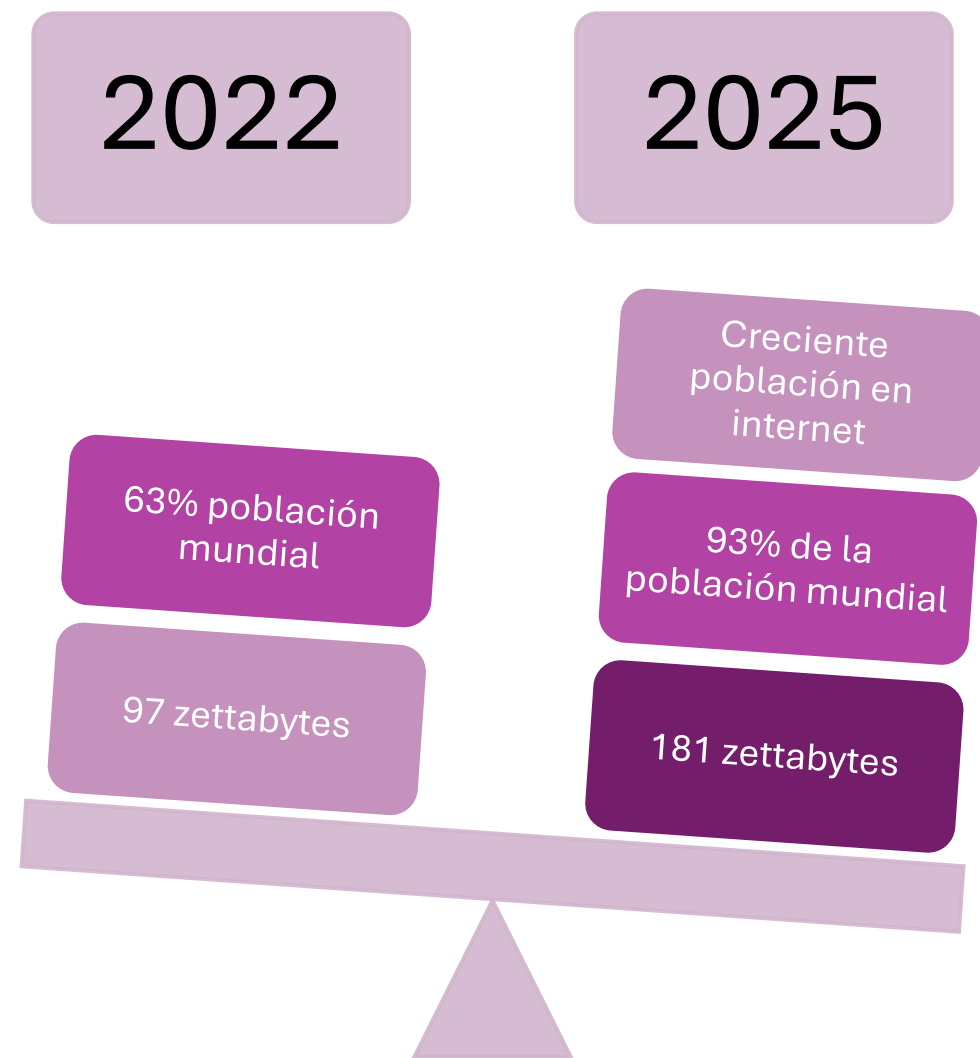 2022
2025
63% población
mundial
97 zettabytes
Creciente
población en
internet
93% de la
población mundial
181 zettabytes